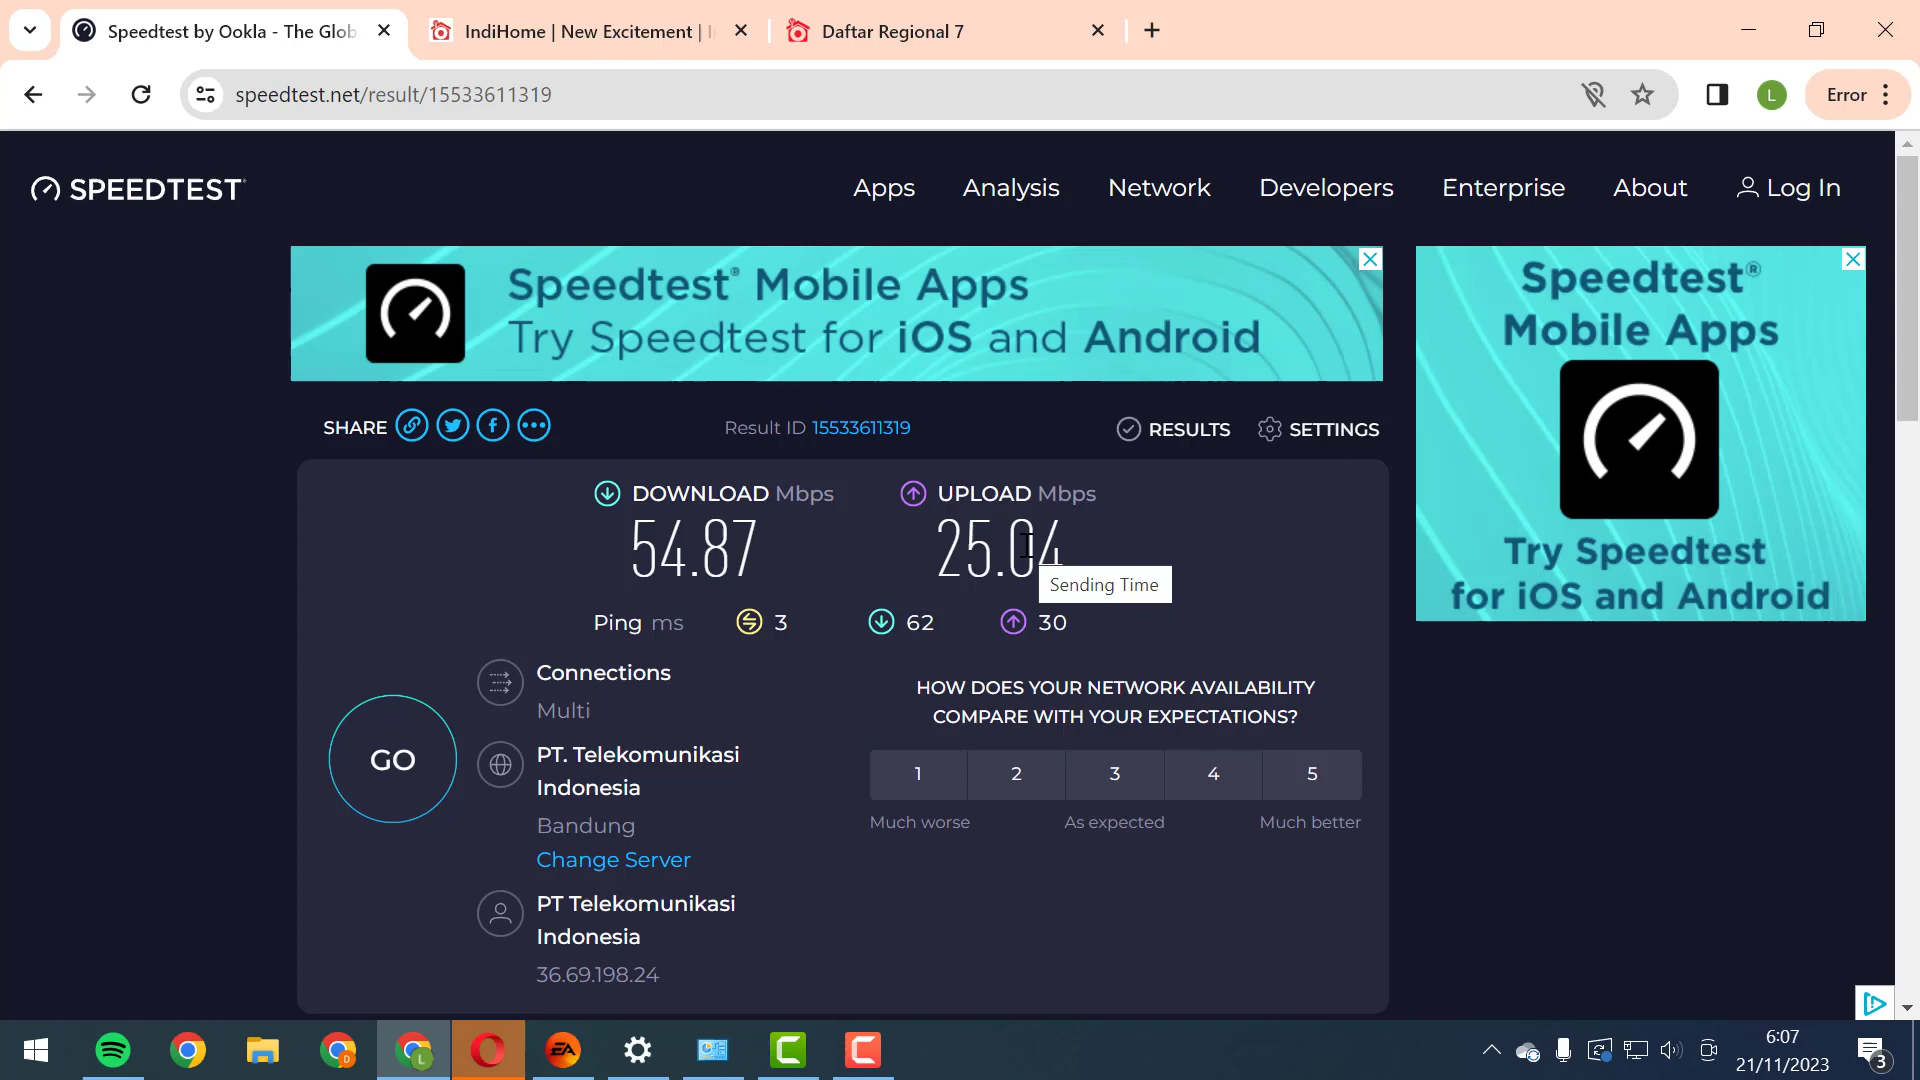 Speedtest by Ookla - The Glob
IndiHome | New Excitement |
Daftar Regional 7
speedtest.net/result/15533611319
L
Error
SPEEDTEST
Apps
Analysis
Network
Developers
Enterprise
About
Log In
Speedtest® Mobile Apps
Try Speedtest for iOS and Android
Speedtest®
Mobile Apps
Try Speedtest
for iOS and Android
SHARE
Result ID 15533611319
RESULTS
SETTINGS
DOWNLOAD Mbps
54.87
UPLOAD Mbps
25.04
Sending Time
Ping ms
3
62
30
GO
Connections
Multi
PT. Telekomunikasi
Indonesia
Bandung
Change Server
PT Telekomunikasi
Indonesia
36.69.198.24
HOW DOES YOUR NETWORK AVAILABILITY
COMPARE WITH YOUR EXPECTATIONS?
1
2
3
4
5
Much worse
As expected
Much better
D
L
EA
6:07
21/11/2023
3